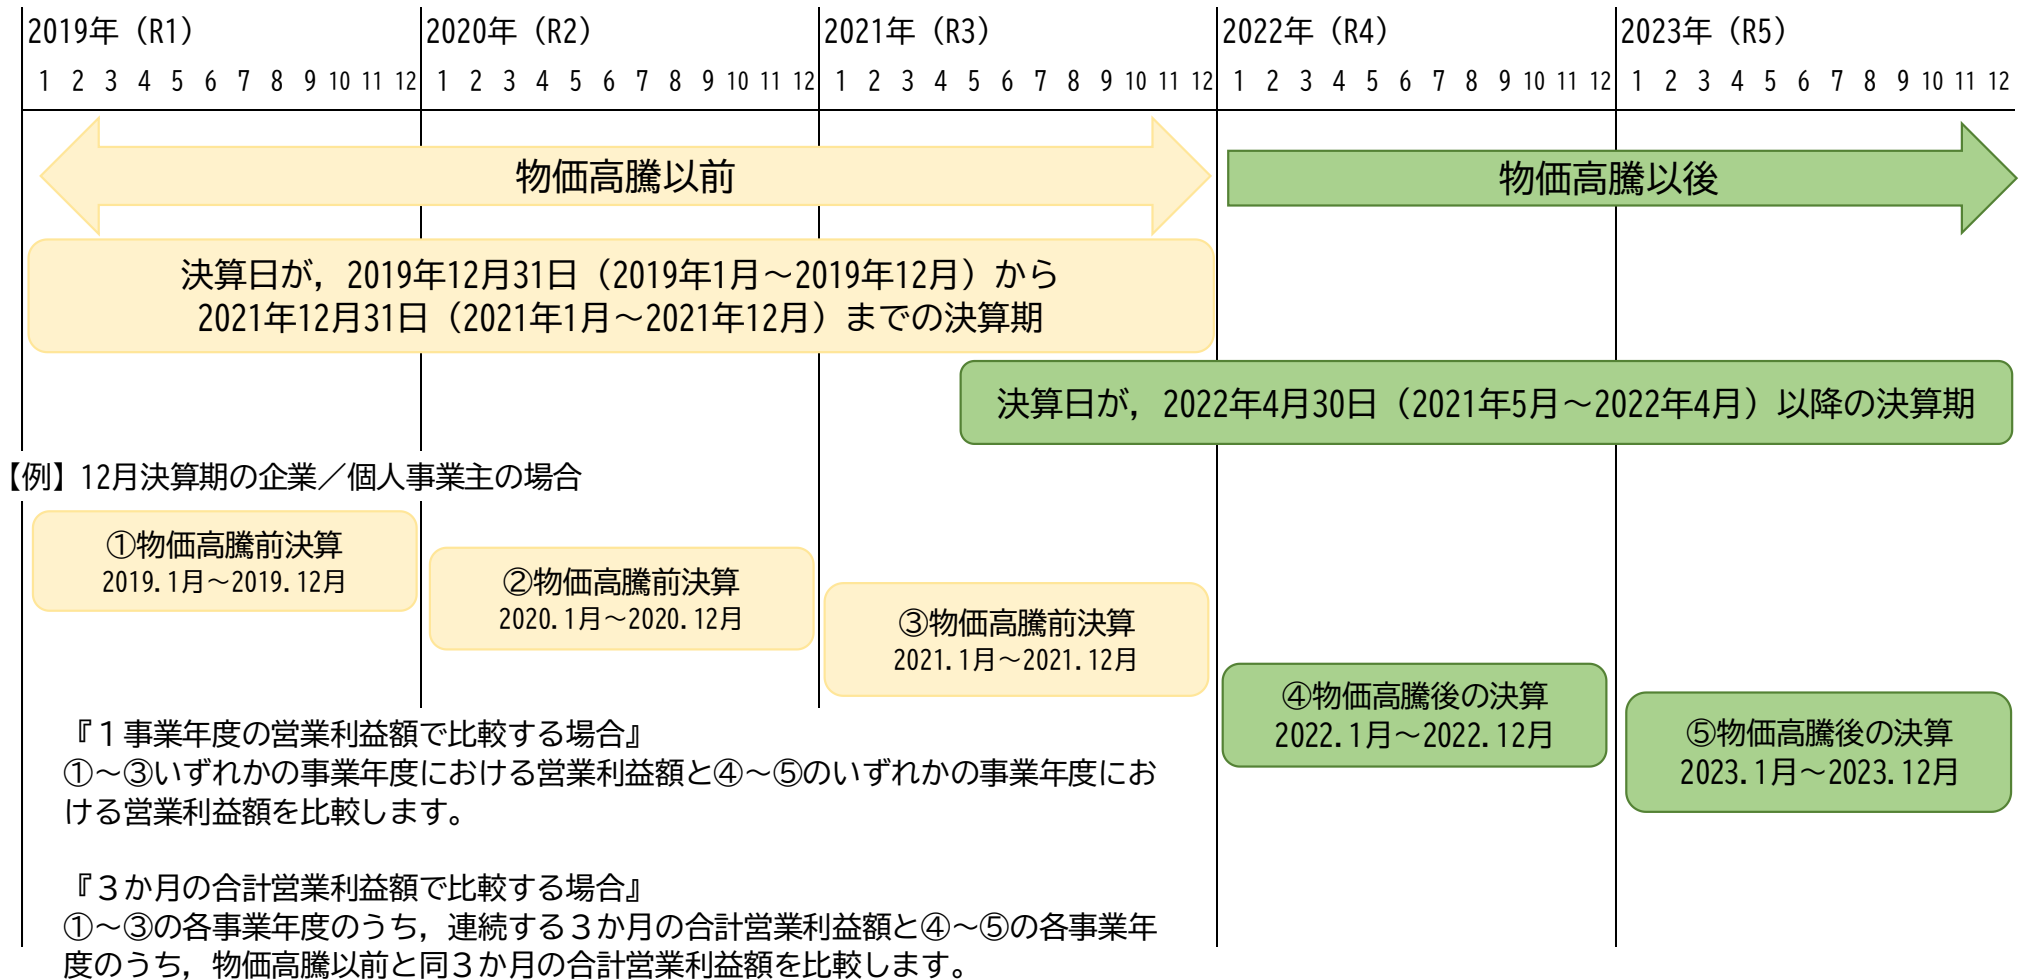 2019年（R1） 2020年（R2） 2021年（R3） 2022年（R4） 2023年（R5）
1 2 3 4 5 6 7 8 9 10 11 12 1 2 3 4 5 6 7 8 9 10 11 12 1 2 3 4 5 6 7 8 9 10 11 12 1 2 3 4 5 6 7 8 9 10 11 12 1 2 3 4 5 6 7 8 9 10 11 12
物価高騰以前
物価高騰以後
決算日が，2019年12月31日（2019年1月～2019年12月）から
2021年12月31日（2021年1月～2021年12月）までの決算期
決算日が，2022年4月30日（2021年5月～2022年4月）以降の決算期
【例】12月決算期の企業／個人事業主の場合
①物価高騰前決算
2019.1月～2019.12月
②物価高騰前決算
2020.1月～2020.12月
③物価高騰前決算
2021.1月～2021.12月
④物価高騰後の決算
2022.1月～2022.12月
⑤物価高騰後の決算
2023.1月～2023.12月
『１事業年度の営業利益額で比較する場合』
①～③いずれかの事業年度における営業利益額と④～⑤のいずれかの事業年度にお
ける営業利益額を比較します。
『３か月の合計営業利益額で比較する場合』
①～③の各事業年度のうち，連続する３か月の合計営業利益額と④～⑤の各事業年
度のうち，物価高騰以前と同３か月の合計営業利益額を比較します。